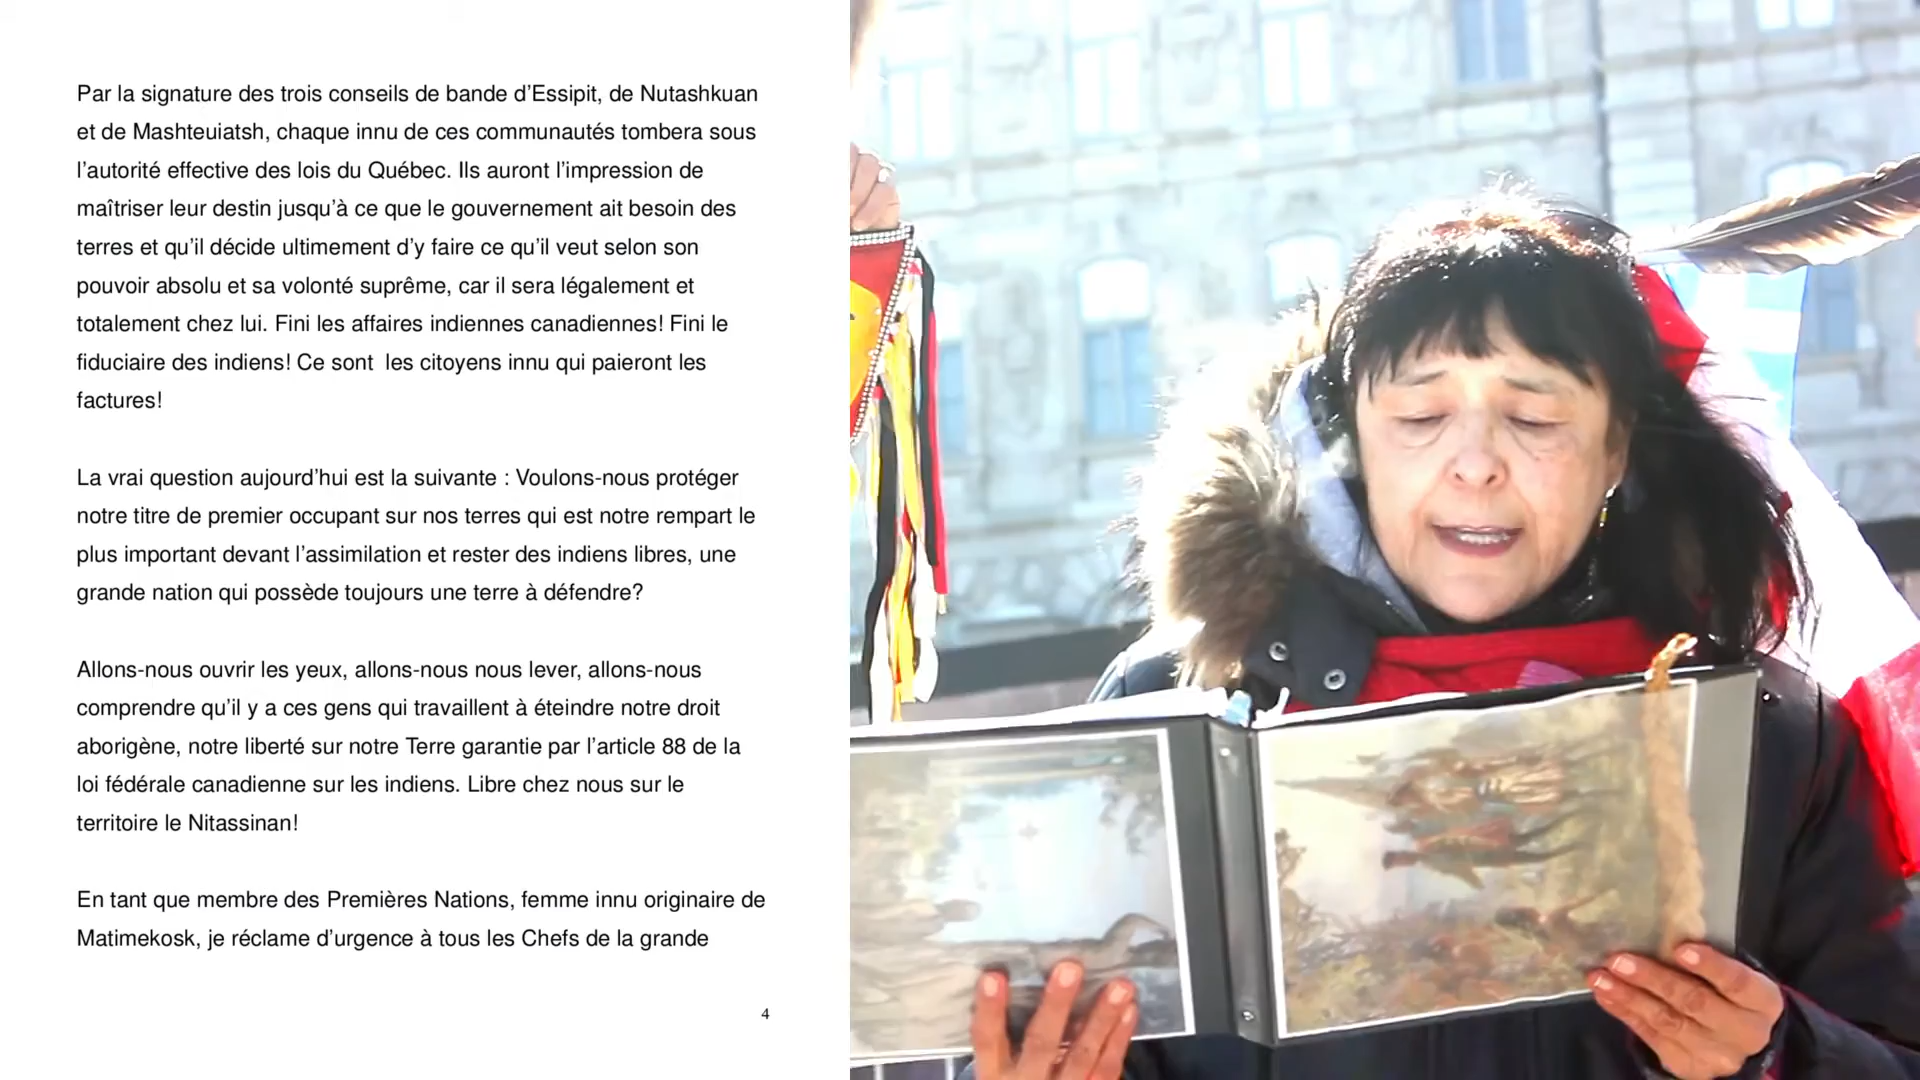 Par la signature des trois conseils de bande d’Essipit, de Nutashkuan
et de Mashteuiatsh, chaque innu de ces communautés tombera sous
l’autorité effective des lois du Québec. Ils auront l’impression de
maîtriser leur destin jusqu’à ce que le gouvernement ait besoin des
terres et qu’il décide ultimement d’y faire ce qu’il veut selon son
pouvoir absolu et sa volonté suprême, car il sera légalement et
totalement chez lui. Fini les affaires indiennes canadiennes! Fini le
fiduciaire des indiens! Ce sont  les citoyens innu qui paieront les
factures!
La vrai question aujourd’hui est la suivante : Voulons-nous protéger
notre titre de premier occupant sur nos terres qui est notre rempart le
plus important devant l’assimilation et rester des indiens libres, une
grande nation qui possède toujours une terre à défendre?
Allons-nous ouvrir les yeux, allons-nous nous lever, allons-nous
comprendre qu’il y a ces gens qui travaillent à éteindre notre droit
aborigène, notre liberté sur notre Terre garantie par l’article 88 de la
loi fédérale canadienne sur les indiens. Libre chez nous sur le
territoire le Nitassinan!
En tant que membre des Premières Nations, femme innu originaire de
Matimekosk, je réclame d’urgence à tous les Chefs de la grande
4